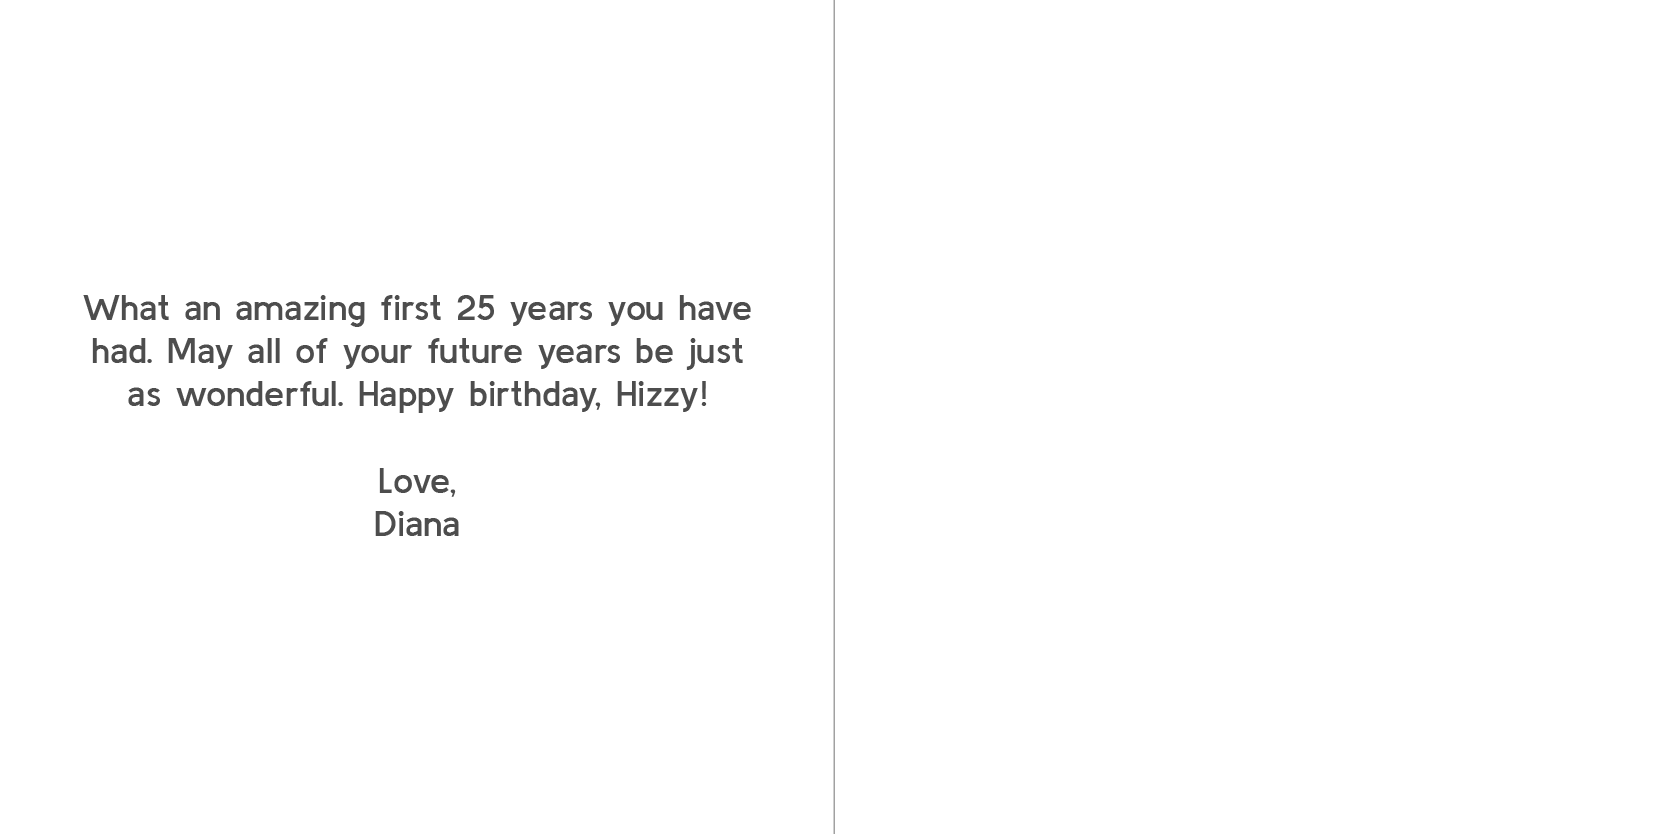 What an amazing first 25 years you have
had. May all of your future years be just
as wonderful. Happy birthday, Hizzy!
Love,
Diana